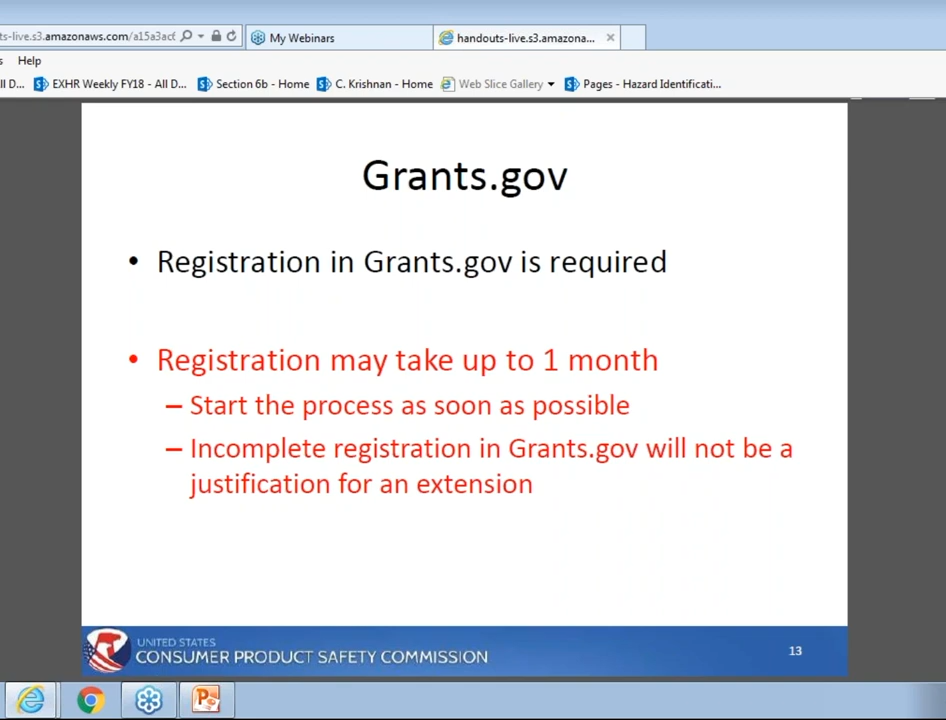 ts-live.s3.amazonaws.com/a15a3ac6
My Webinars
handouts-live.s3.amazona...
Help
ll D...
EXHR Weekly FY18 - All D...
Section 6b - Home
C. Krishnan - Home
Web Slice Gallery
Pages - Hazard Identificati...
Grants.gov
• Registration in Grants.gov is required
• Registration may take up to 1 month
– Start the process as soon as possible
– Incomplete registration in Grants.gov will not be a
justification for an extension
UNITED STATES
CONSUMER PRODUCT SAFETY COMMISSION
13